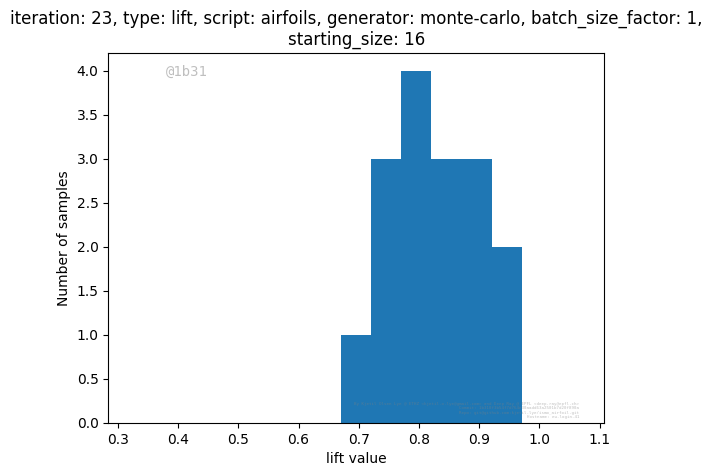 iteration: 23, type: lift, script: airfoils, generator: monte-carlo, batch_size_factor: 1,
starting_size: 16
@1b31
4.0
3.5
3.0
2.5
2.0
1.5
1.0
0.5
0.0
Number of samples
0.3 0.4 0.5 0.6 0.7 0.8 0.9 1.0 1.1
lift value